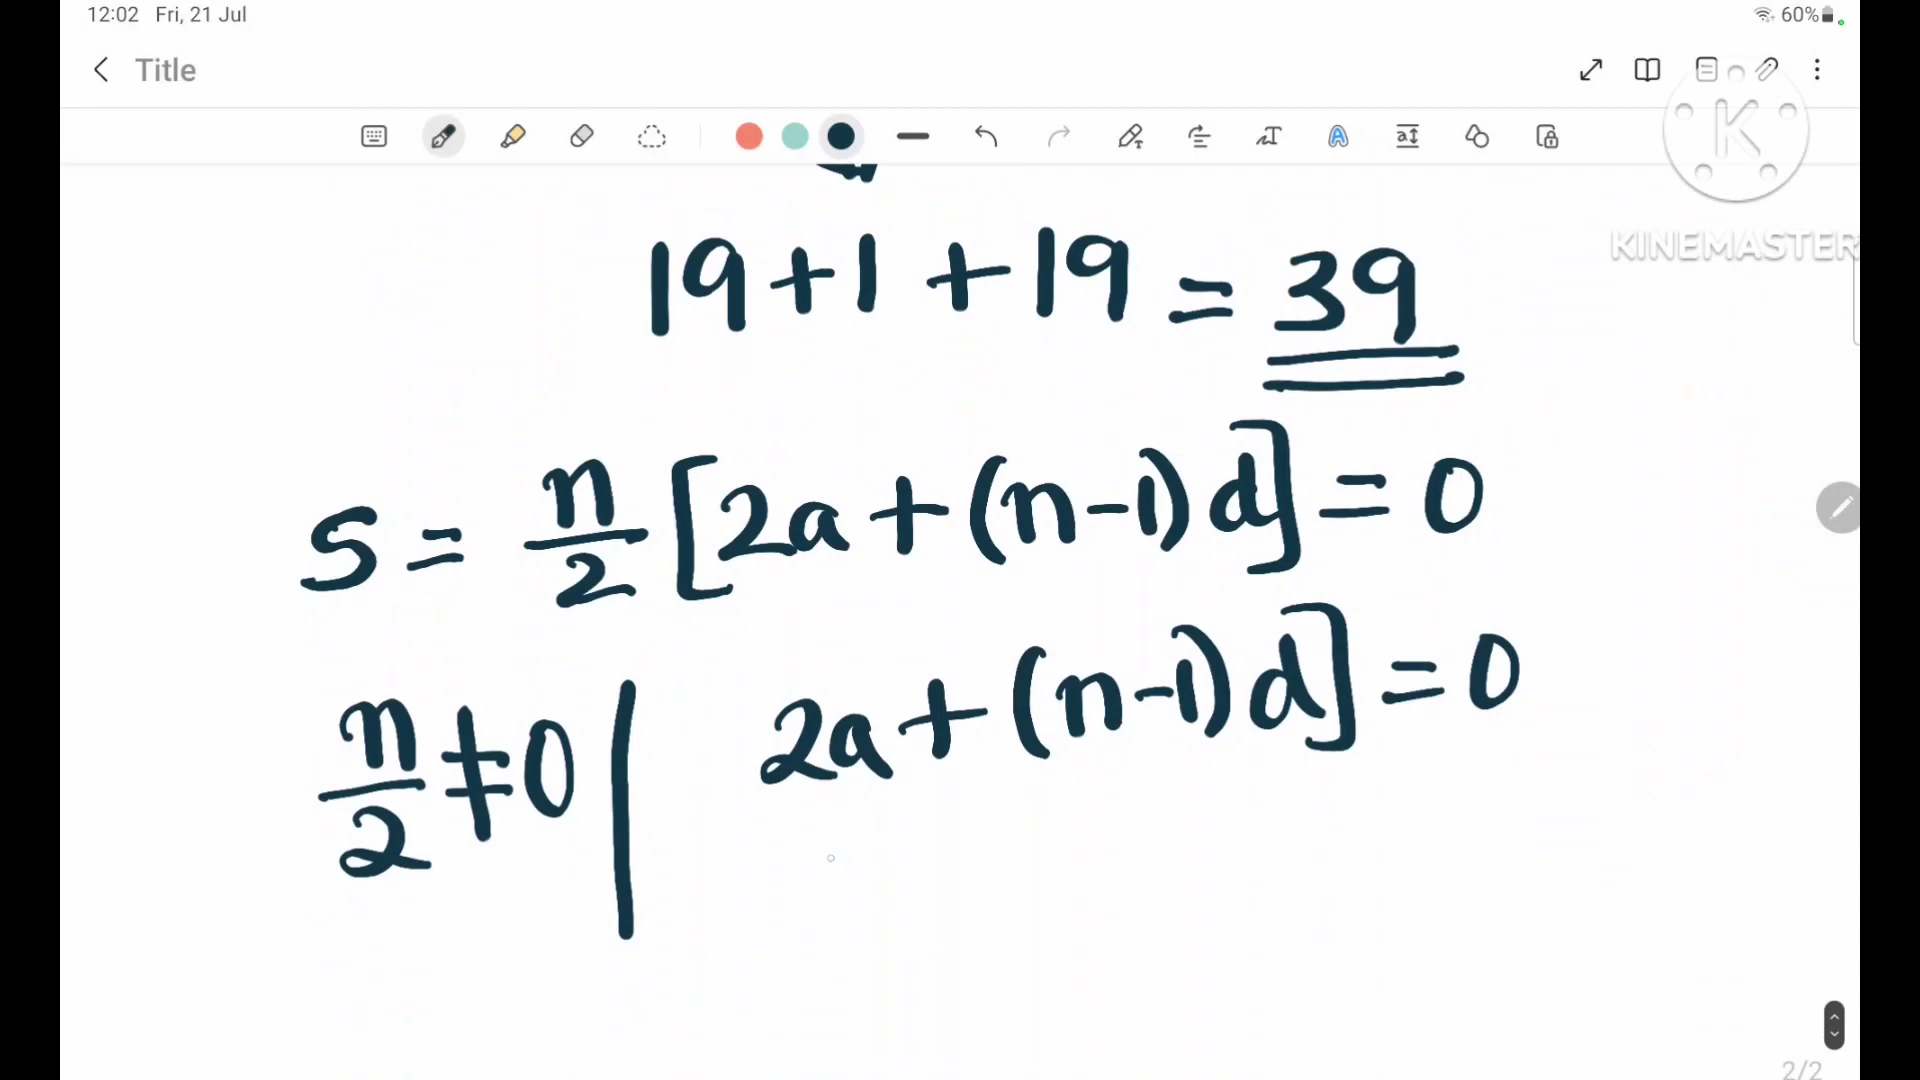 12:02 Fri, 21 Jul 60%
Title
KINEMASTER
19+1+19=39
S = n/2 [2a+(n-1)d]=0
n/2 ≠ 0 | 2a+(n-1)d]=0
2/2